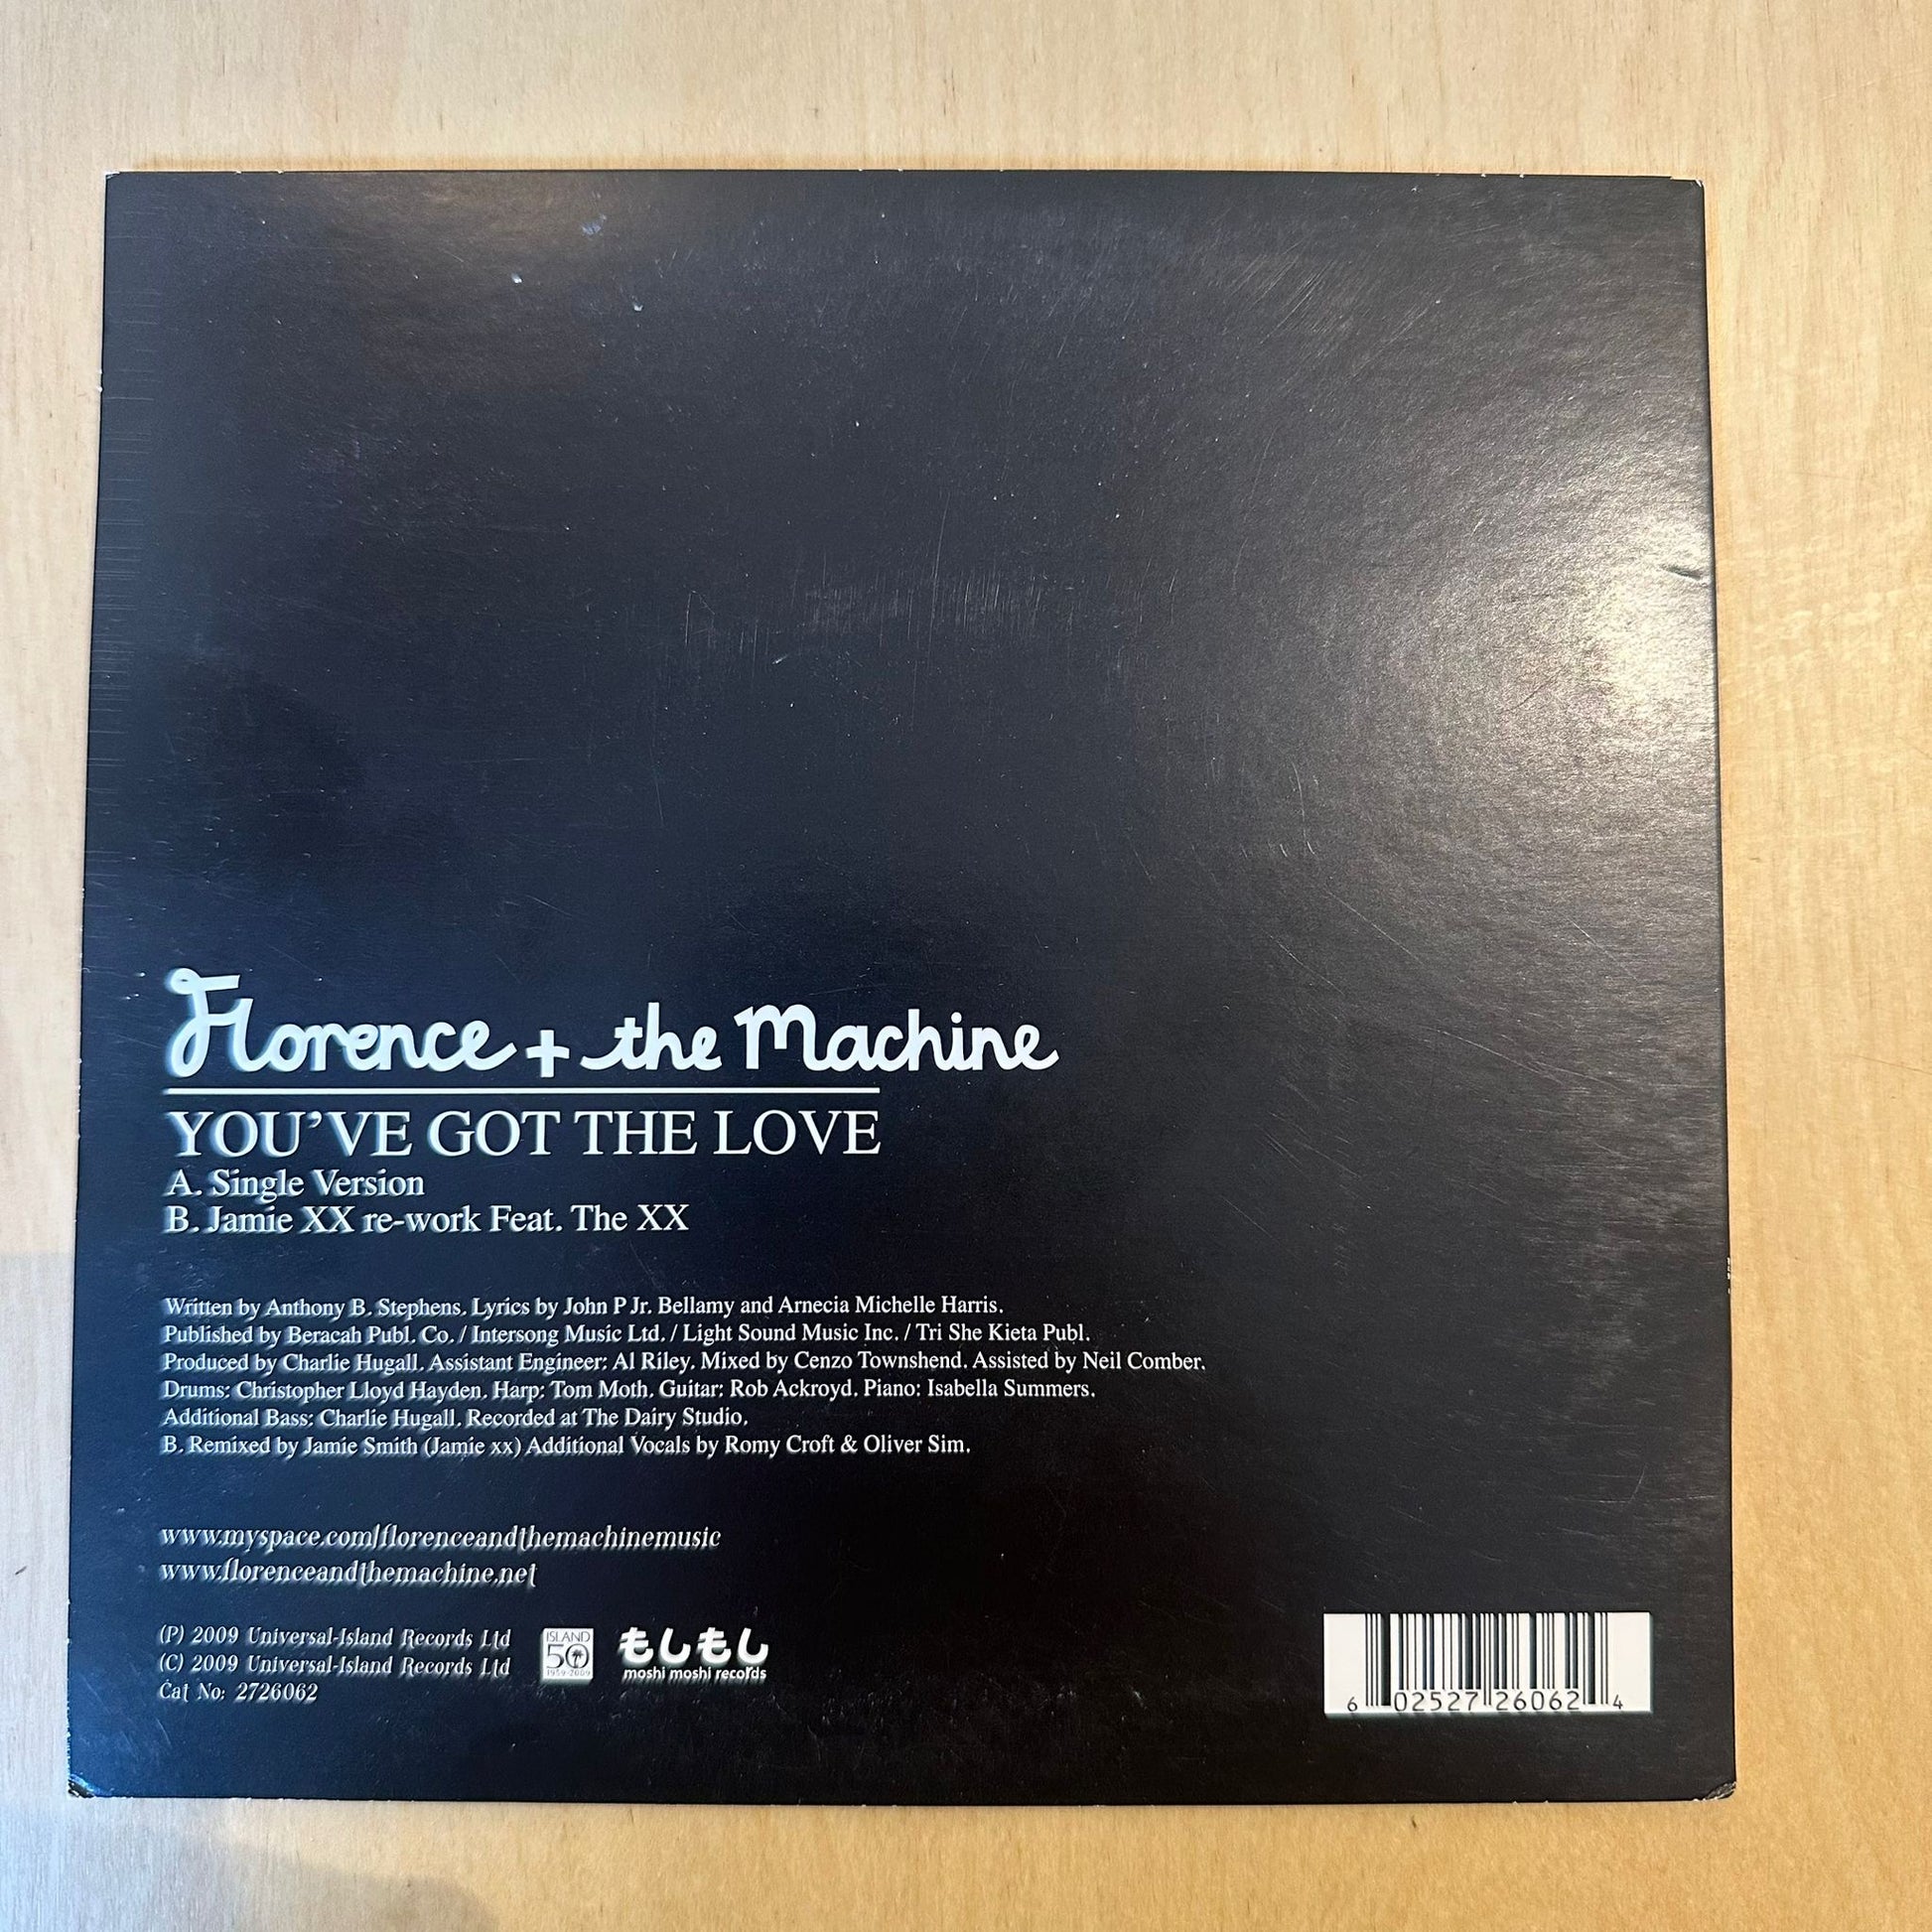 Florence + the Machine
YOU'VE GOT THE LOVE
A. Single Version
B. Jamie XX re-work Feat. The XX
Written by Anthony B. Stephens. Lyrics by John P Jr. Bellamy and Arnecia Michelle Harris.
Published by Beracah Publ. Co. / Intersong Music Ltd. / Light Sound Music Inc. / Tri She Kieta Publ.
Produced by Charlie Hugall. Assistant Engineer: Al Riley. Mixed by Cenzo Townshend. Assisted by Neil Comber.
Drums: Christopher Lloyd Hayden. Harp: Tom Moth. Guitar: Rob Ackroyd. Piano: Isabella Summers.
Additional Bass: Charlie Hugall. Recorded at The Dairy Studio.
B. Remixed by Jamie Smith (Jamie xx) Additional Vocals by Romy Croft & Oliver Sim.
www.myspace.com/florenceandthemachinemusic
www.florenceandthemachine.net
(P) 2009 Universal-Island Records Ltd
(C) 2009 Universal-Island Records Ltd
Cat No: 2726062
ISLAND
50
1959-2009
もしもし
moshi moshi records
6 02527 26062 4